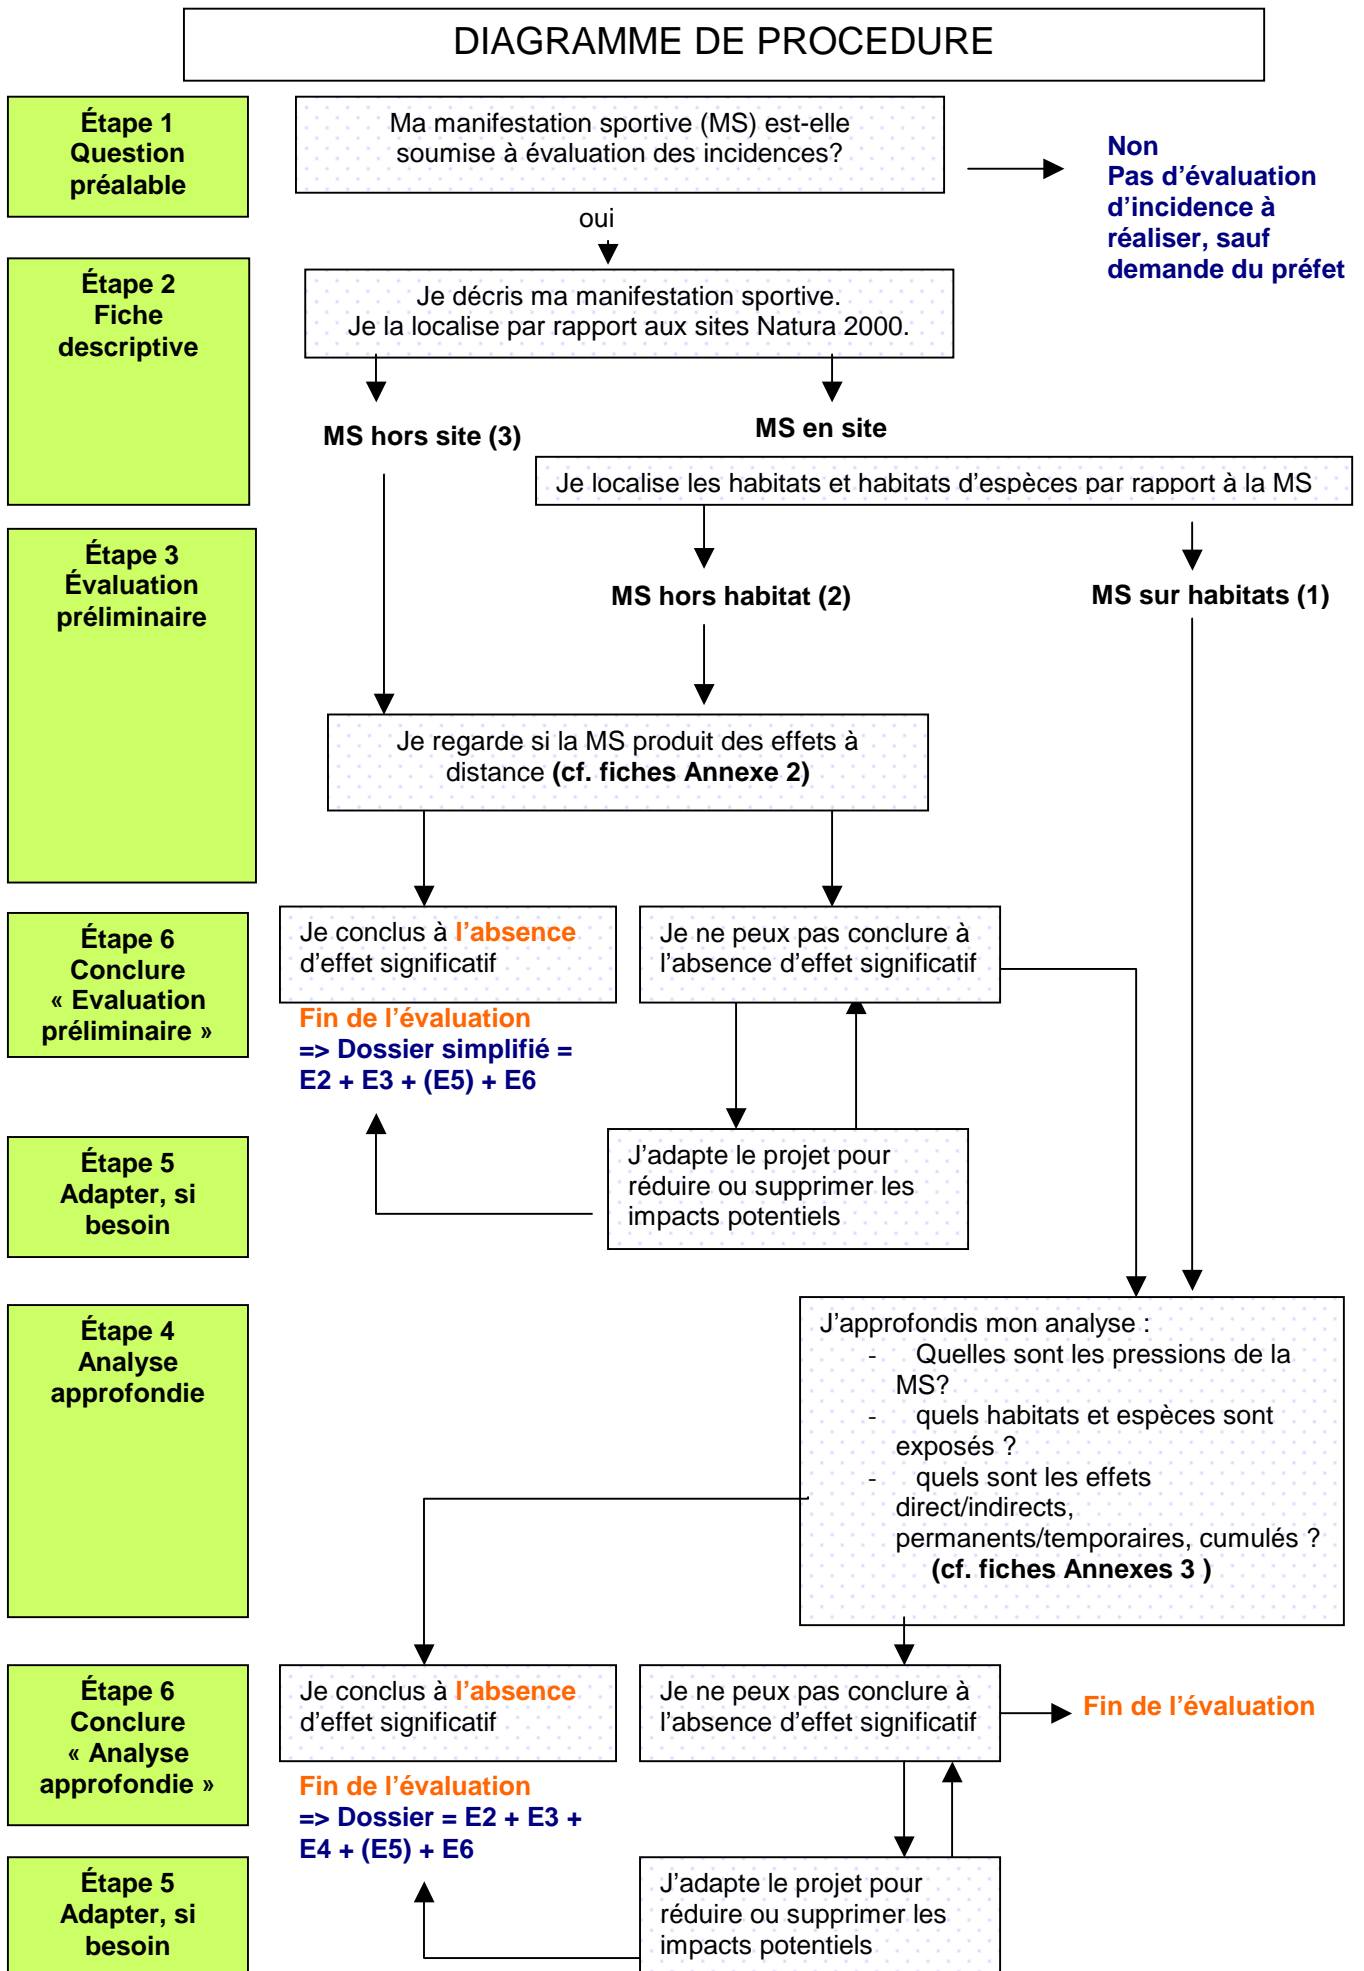 DIAGRAMME DE PROCEDURE
Étape 1
Question
préalable
Ma manifestation sportive (MS) est-elle
soumise à évaluation des incidences?
Non
Pas d’évaluation
d’incidence à
réaliser, sauf
demande du préfet
oui
Étape 2
Fiche
descriptive
Je décris ma manifestation sportive.
Je la localise par rapport aux sites Natura 2000.
MS hors site (3)
MS en site
Je localise les habitats et habitats d’espèces par rapport à la MS
Étape 3
Évaluation
préliminaire
MS hors habitat (2)
MS sur habitats (1)
Je regarde si la MS produit des effets à
distance (cf. fiches Annexe 2)
Étape 6
Conclure
« Evaluation
préliminaire »
Je conclus à l’absence
d’effet significatif
Je ne peux pas conclure à
l’absence d’effet significatif
Fin de l’évaluation
=> Dossier simplifié =
E2 + E3 + (E5) + E6
Étape 5
Adapter, si
besoin
J’adapte le projet pour
réduire ou supprimer les
impacts potentiels
Étape 4
Analyse
approfondie
J’approfondis mon analyse :
- Quelles sont les pressions de la
MS?
- quels habitats et espèces sont
exposés ?
- quels sont les effets
direct/indirects,
permanents/temporaires, cumulés ?
(cf. fiches Annexes 3 )
Étape 6
Conclure
« Analyse
approfondie »
Je conclus à l’absence
d’effet significatif
Je ne peux pas conclure à
l’absence d’effet significatif
Fin de l’évaluation
Fin de l’évaluation
=> Dossier = E2 + E3 +
E4 + (E5) + E6
Étape 5
Adapter, si
besoin
J’adapte le projet pour
réduire ou supprimer les
impacts potentiels